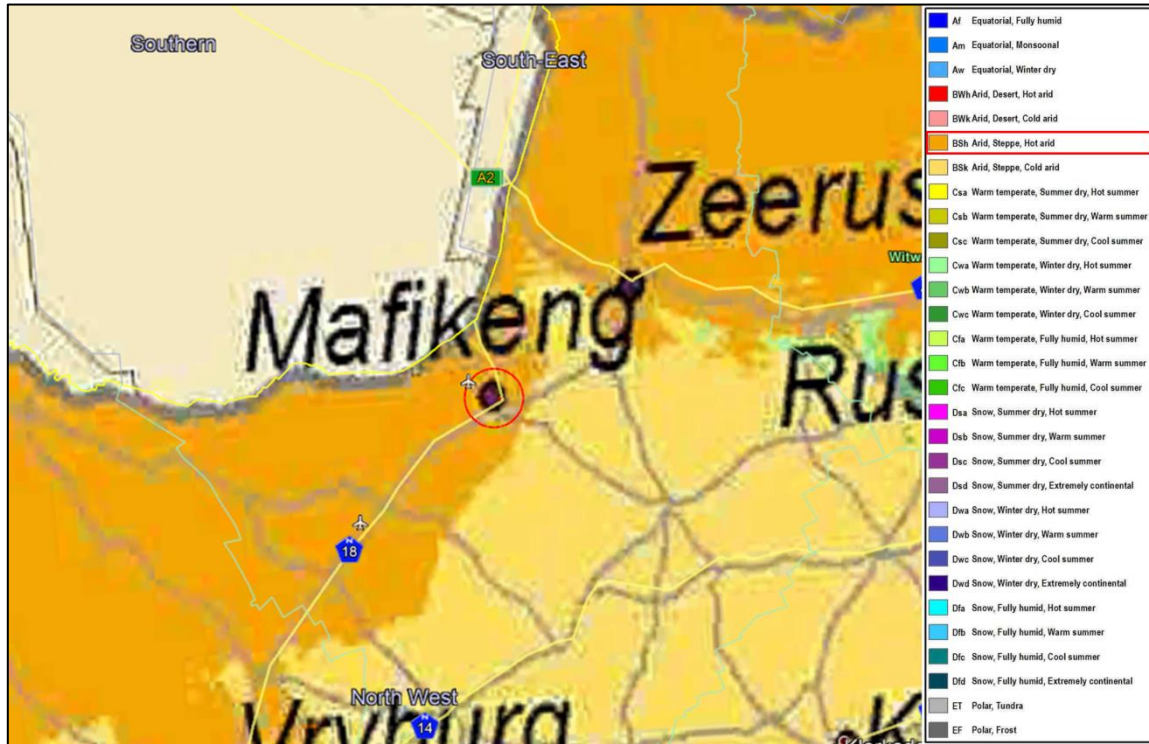 Southern
South-East
A2
Zeerus
Witw
Mafikeng
Rus
18
North West
Vryburg
14
K
Af Equatorial, Fully humid
Am Equatorial, Monsoonal
Aw Equatorial, Winter dry
BWh Arid, Desert, Hot arid
BWk Arid, Desert, Cold arid
BSh Arid, Steppe, Hot arid
BSk Arid, Steppe, Cold arid
Csa Warm temperate, Summer dry, Hot summer
Csb Warm temperate, Summer dry, Warm summer
Csc Warm temperate, Summer dry, Cool summer
Cwa Warm temperate, Winter dry, Hot summer
Cwb Warm temperate, Winter dry, Warm summer
Cwc Warm temperate, Winter dry, Cool summer
Cfa Warm temperate, Fully humid, Hot summer
Cfb Warm temperate, Fully humid, Warm summer
Cfc Warm temperate, Fully humid, Cool summer
Dsa Snow, Summer dry, Hot summer
Dsb Snow, Summer dry, Warm summer
Dsc Snow, Summer dry, Cool summer
Dsd Snow, Summer dry, Extremely continental
Dwa Snow, Winter dry, Hot summer
Dwb Snow, Winter dry, Warm summer
Dwc Snow, Winter dry, Cool summer
Dwd Snow, Winter dry, Extremely continental
Dfa Snow, Fully humid, Hot summer
Dfb Snow, Fully humid, Warm summer
Dfc Snow, Fully humid, Cool summer
Dfd Snow, Fully humid, Extremely continental
ET Polar, Tundra
EF Polar, Frost